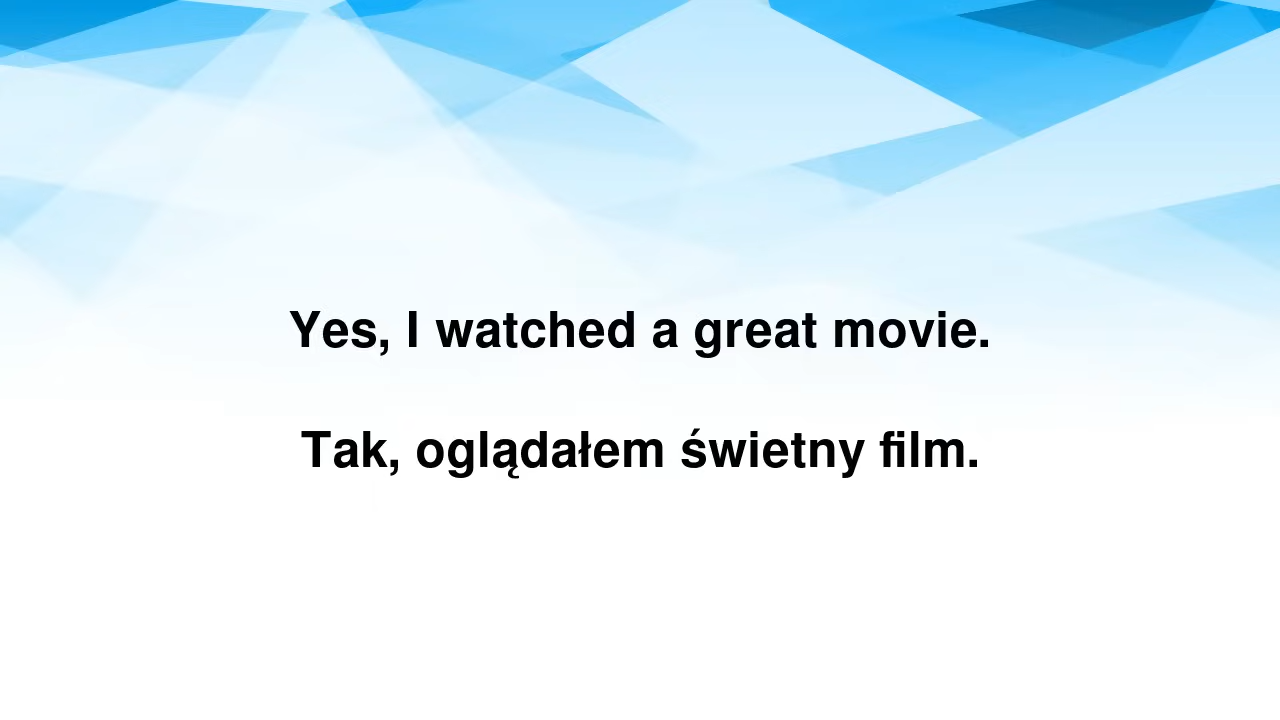 Yes, I watched a great movie.
Tak, oglądałem świetny film.